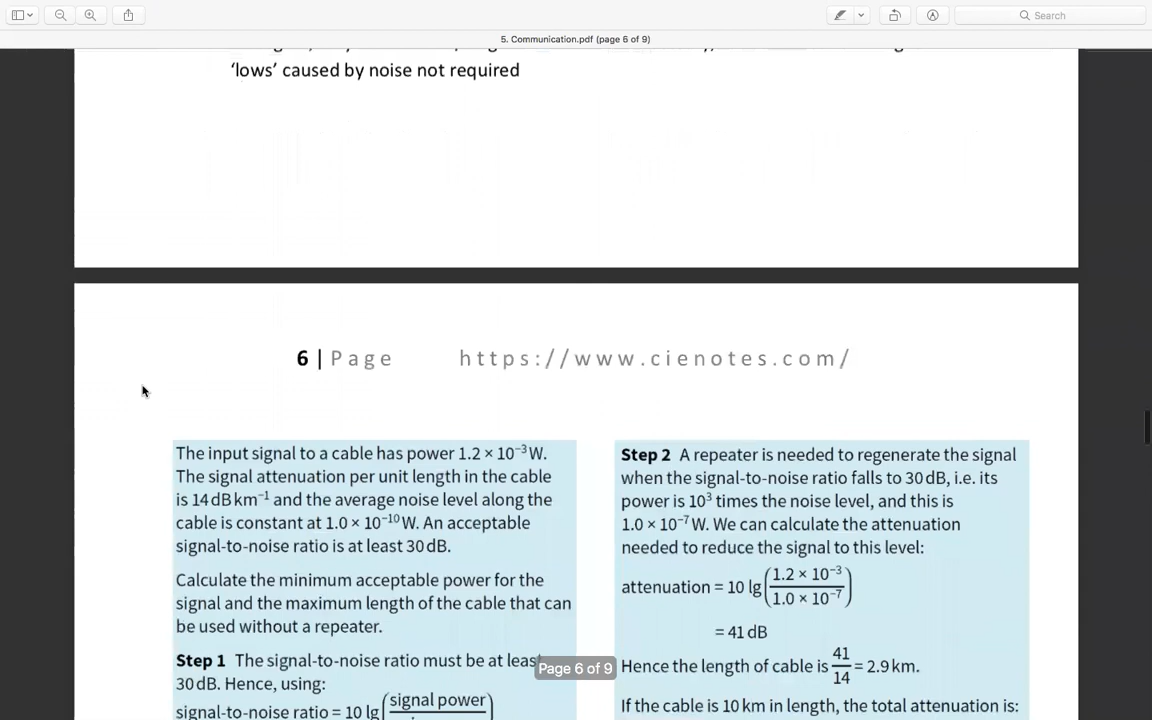 Search
5. Communication.pdf (page 6 of 9)
‘lows’ caused by noise not required
6 | Page https://www.cienotes.com/
The input signal to a cable has power 1.2 × 10⁻³ W.
The signal attenuation per unit length in the cable
is 14 dB km⁻¹ and the average noise level along the
cable is constant at 1.0 × 10⁻¹⁰ W. An acceptable
signal-to-noise ratio is at least 30 dB.
Calculate the minimum acceptable power for the
signal and the maximum length of the cable that can
be used without a repeater.
Step 1 The signal-to-noise ratio must be at least
30 dB. Hence, using:
signal-to-noise ratio = 10 lg(signal power
Step 2 A repeater is needed to regenerate the signal
when the signal-to-noise ratio falls to 30 dB, i.e. its
power is 10³ times the noise level, and this is
1.0 × 10⁻⁷ W. We can calculate the attenuation
needed to reduce the signal to this level:
attenuation = 10 lg(1.2 × 10⁻³ / 1.0 × 10⁻⁷)
= 41 dB
Hence the length of cable is 41/14 = 2.9 km.
If the cable is 10 km in length, the total attenuation is:
Page 6 of 9